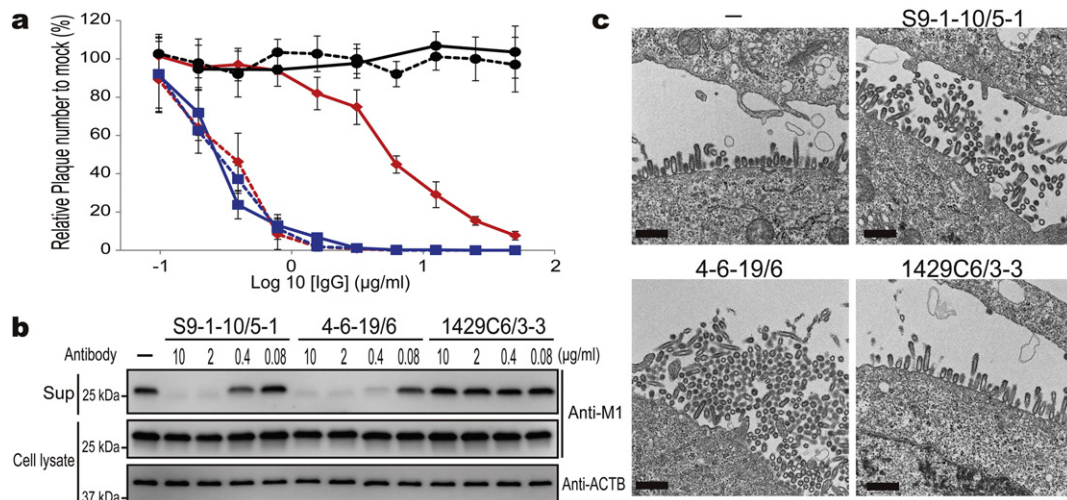 a
Relative Plaque number to mock (%)
120
100
80
60
40
20
0
-1 0 1 2
Log 10 [IgG] (µg/ml)
b
S9-1-10/5-1 4-6-19/6 1429C6/3-3
Antibody — 10 2 0.4 0.08 10 2 0.4 0.08 10 2 0.4 0.08 (µg/ml)
Sup 25 kDa
Anti-M1
Cell lysate 25 kDa
37 kDa
Anti-ACTB
c
— S9-1-10/5-1
4-6-19/6 1429C6/3-3